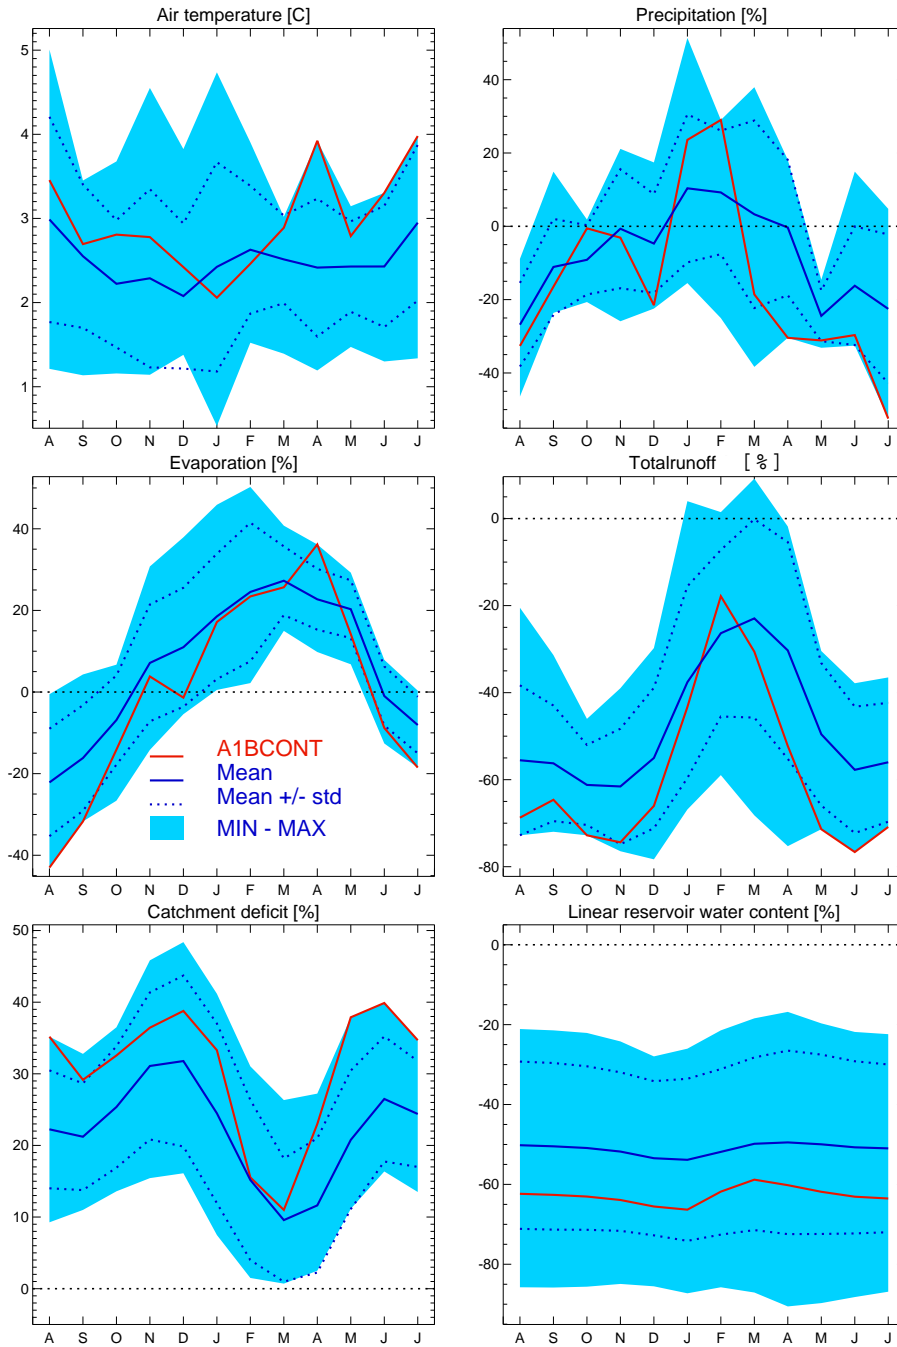 Air temperature [C]
5
4
3
2
1
A S O N D J F M A M J J
Precipitation [%]
40
20
0
-20
-40
A S O N D J F M A M J J
Evaporation [%]
40
20
0
-20
-40
A1BCONT
Mean
Mean +/- std
MIN - MAX
A S O N D J F M A M J J
Totalrunoff [ % ]
0
-20
-40
-60
-80
A S O N D J F M A M J J
Catchment deficit [%]
50
40
30
20
10
0
A S O N D J F M A M J J
Linear reservoir water content [%]
0
-20
-40
-60
-80
A S O N D J F M A M J J